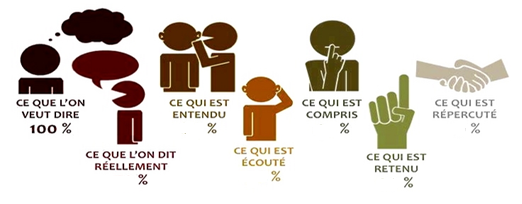 CE QUE L'ON
VEUT DIRE
100 %
CE QUE L'ON DIT
RÉELLEMENT
%
CE QUI EST
ENTENDU
%
CE QUI EST
ÉCOUTÉ
%
CE QUI EST
COMPRIS
%
CE QUI EST
RETENU
%
CE QUI EST
RÉPERCUTÉ
%